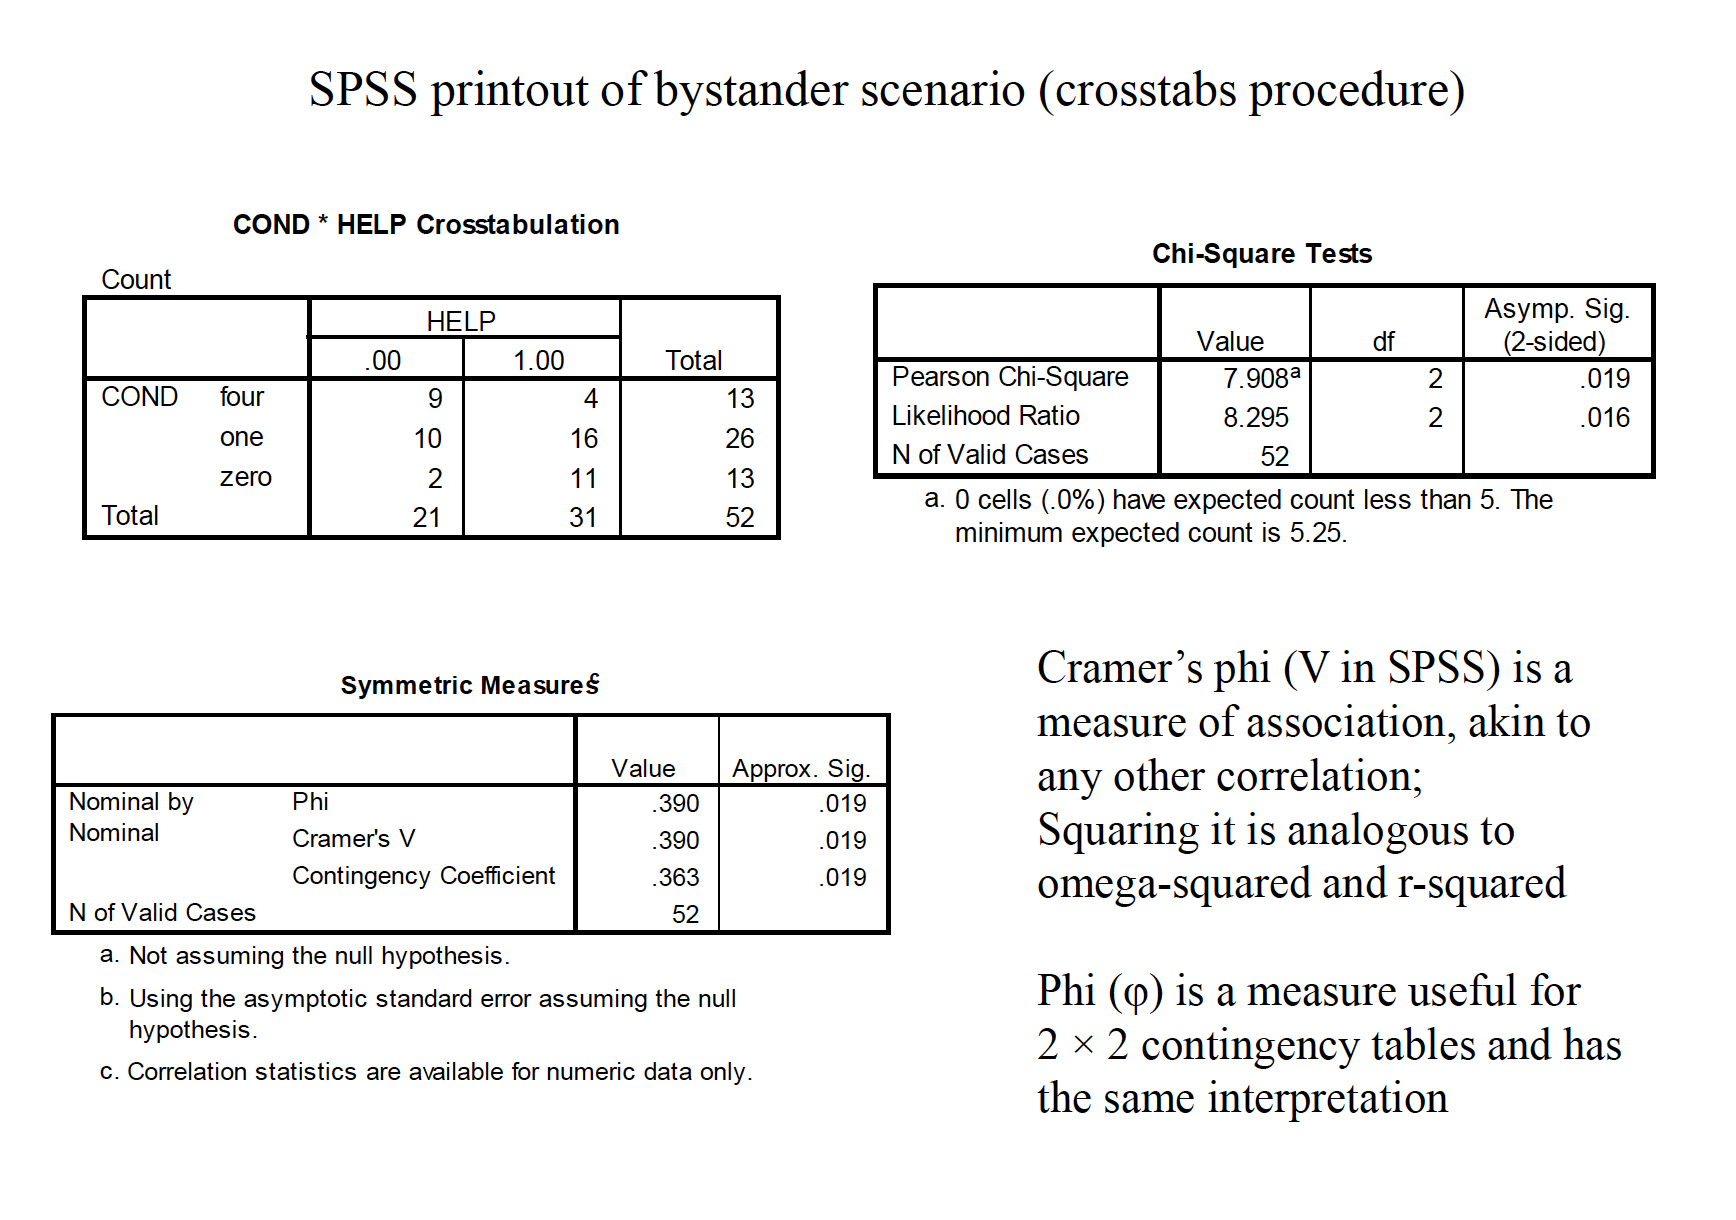 SPSS printout of bystander scenario (crosstabs procedure)
COND * HELP Crosstabulation
Count
HELP
.00 1.00 Total
COND four 9 4 13
one 10 16 26
zero 2 11 13
Total 21 31 52
Chi-Square Tests
Value df Asymp. Sig. (2-sided)
Pearson Chi-Square 7.908a 2 .019
Likelihood Ratio 8.295 2 .016
N of Valid Cases 52
a. 0 cells (.0%) have expected count less than 5. The
minimum expected count is 5.25.
Symmetric Measuresc
Value Approx. Sig.
Nominal by Nominal Phi .390 .019
Cramer's V .390 .019
Contingency Coefficient .363 .019
N of Valid Cases 52
a. Not assuming the null hypothesis.
b. Using the asymptotic standard error assuming the null
hypothesis.
c. Correlation statistics are available for numeric data only.
Cramer’s phi (V in SPSS) is a
measure of association, akin to
any other correlation;
Squaring it is analogous to
omega-squared and r-squared
Phi (φ) is a measure useful for
2 × 2 contingency tables and has
the same interpretation